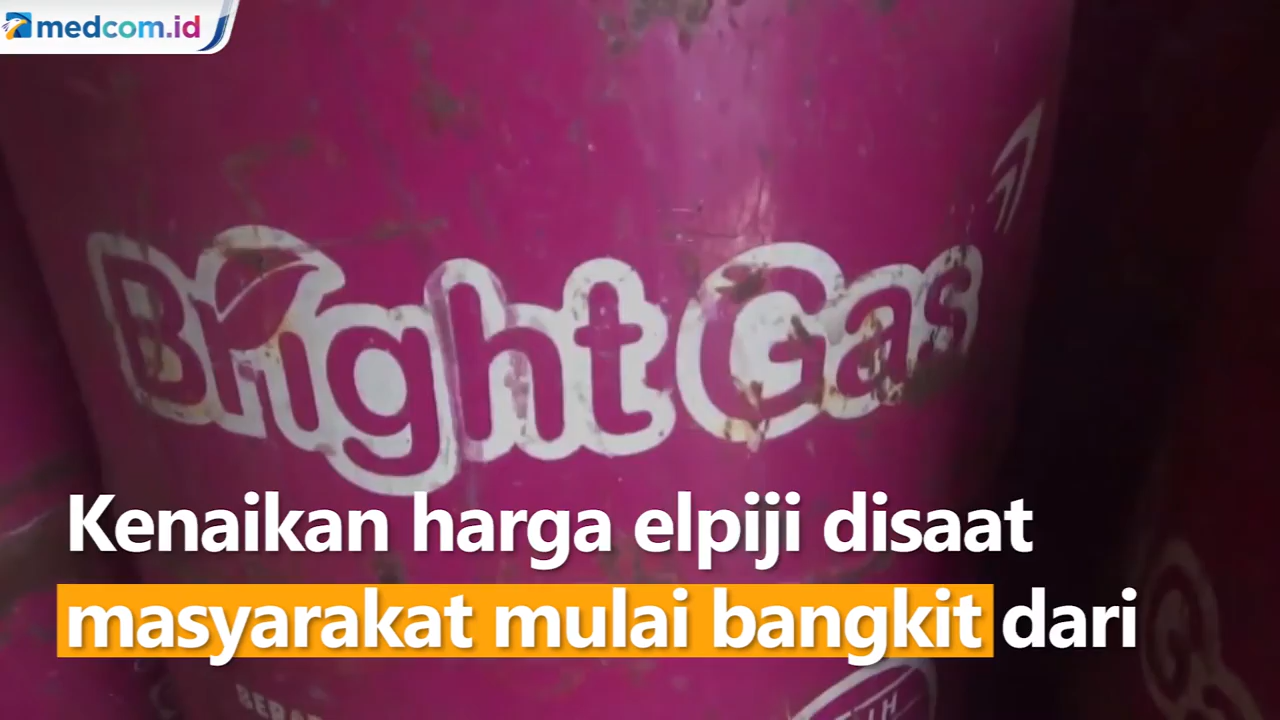 medcom.id
Bright Gas
Kenaikan harga elpiji disaat
masyarakat mulai bangkit dari